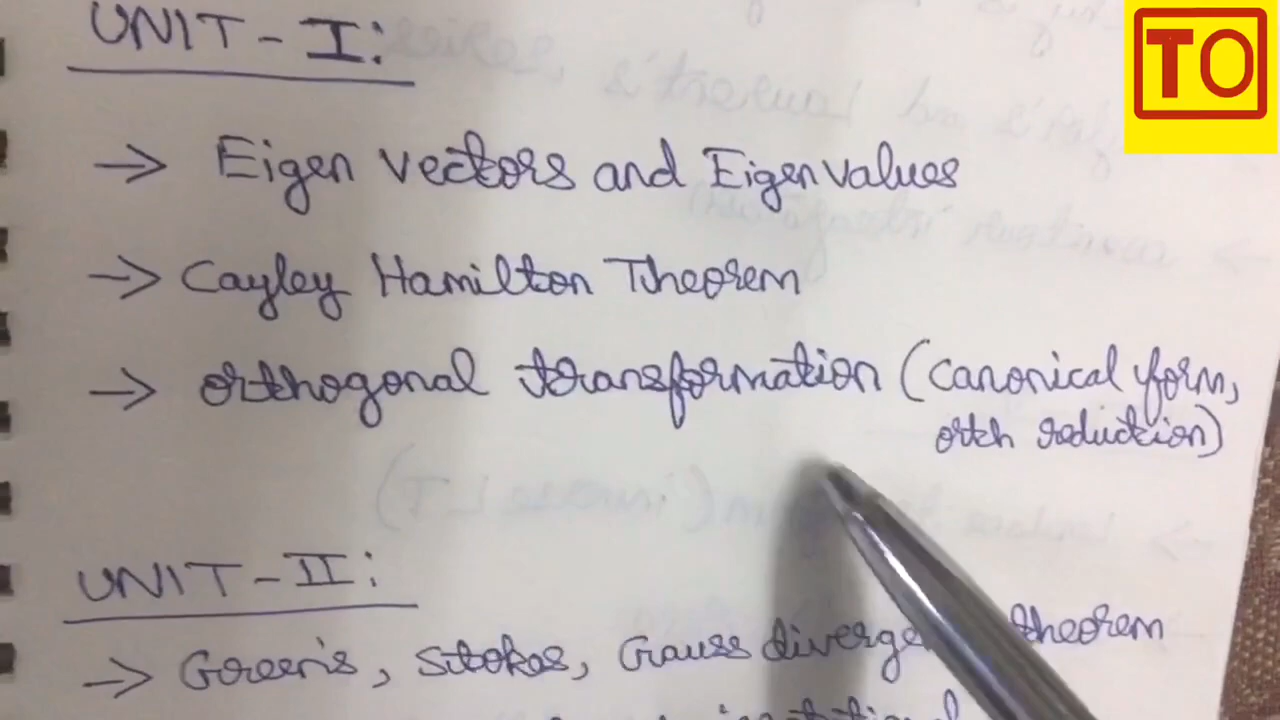 UNIT - I:
TO
→ Eigen vectors and Eigen values
→ Cayley Hamilton Theorem
→ orthogonal transformation (canonical form,
orth reduction)
UNIT - II:
→ Green's, Stokes, Gauss theorem